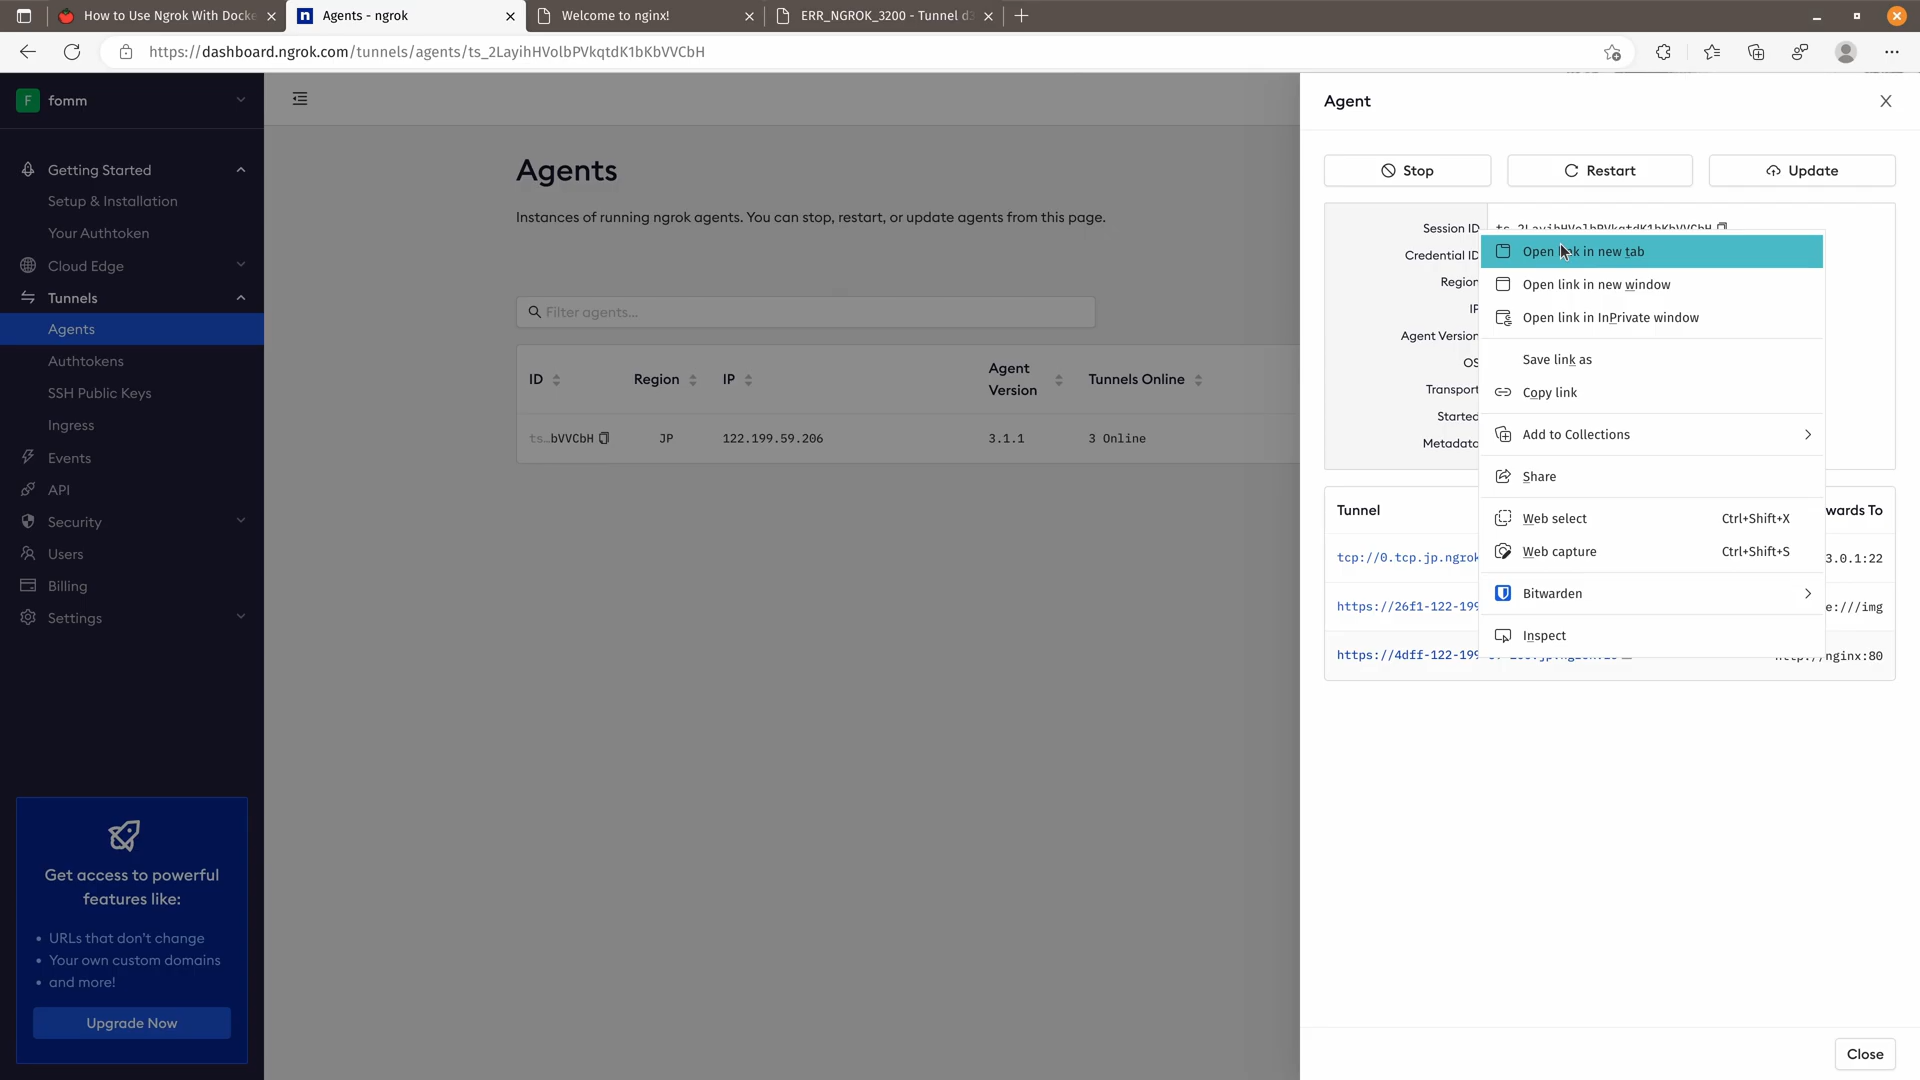 How to Use Ngrok With Docke
Agents - ngrok
Welcome to nginx!
ERR_NGROK_3200 - Tunnel d3
https://dashboard.ngrok.com/tunnels/agents/ts_2LayihHVolbPVkqtdK1bKbVVCbH
F fomm
Getting Started
Setup & Installation
Your Authtoken
Cloud Edge
Tunnels
Agents
Authtokens
SSH Public Keys
Ingress
Events
API
Security
Users
Billing
Settings
Get access to powerful
features like:
• URLs that don't change
• Your own custom domains
• and more!
Upgrade Now
Agents
Instances of running ngrok agents. You can stop, restart, or update agents from this page.
Filter agents...
ID Region IP Agent Version Tunnels Online
ts…bVVCbH JP 122.199.59.206 3.1.1 3 Online
Agent
Stop Restart Update
Session ID ts_2LayihHVolbPVkqtdK1bKbVVCbH
Credential ID
Region
IP
Agent Version
OS
Transport
Started
Metadata
Open link in new tab
Open link in new window
Open link in InPrivate window
Save link as
Copy link
Add to Collections
Share
Web select Ctrl+Shift+X
Web capture Ctrl+Shift+S
Bitwarden
Inspect
Tunnel wards To
tcp://0.tcp.jp.ngrok 3.0.1:22
https://26f1-122-199 e:///img
https://4dff-122-199 nginx:80
Close